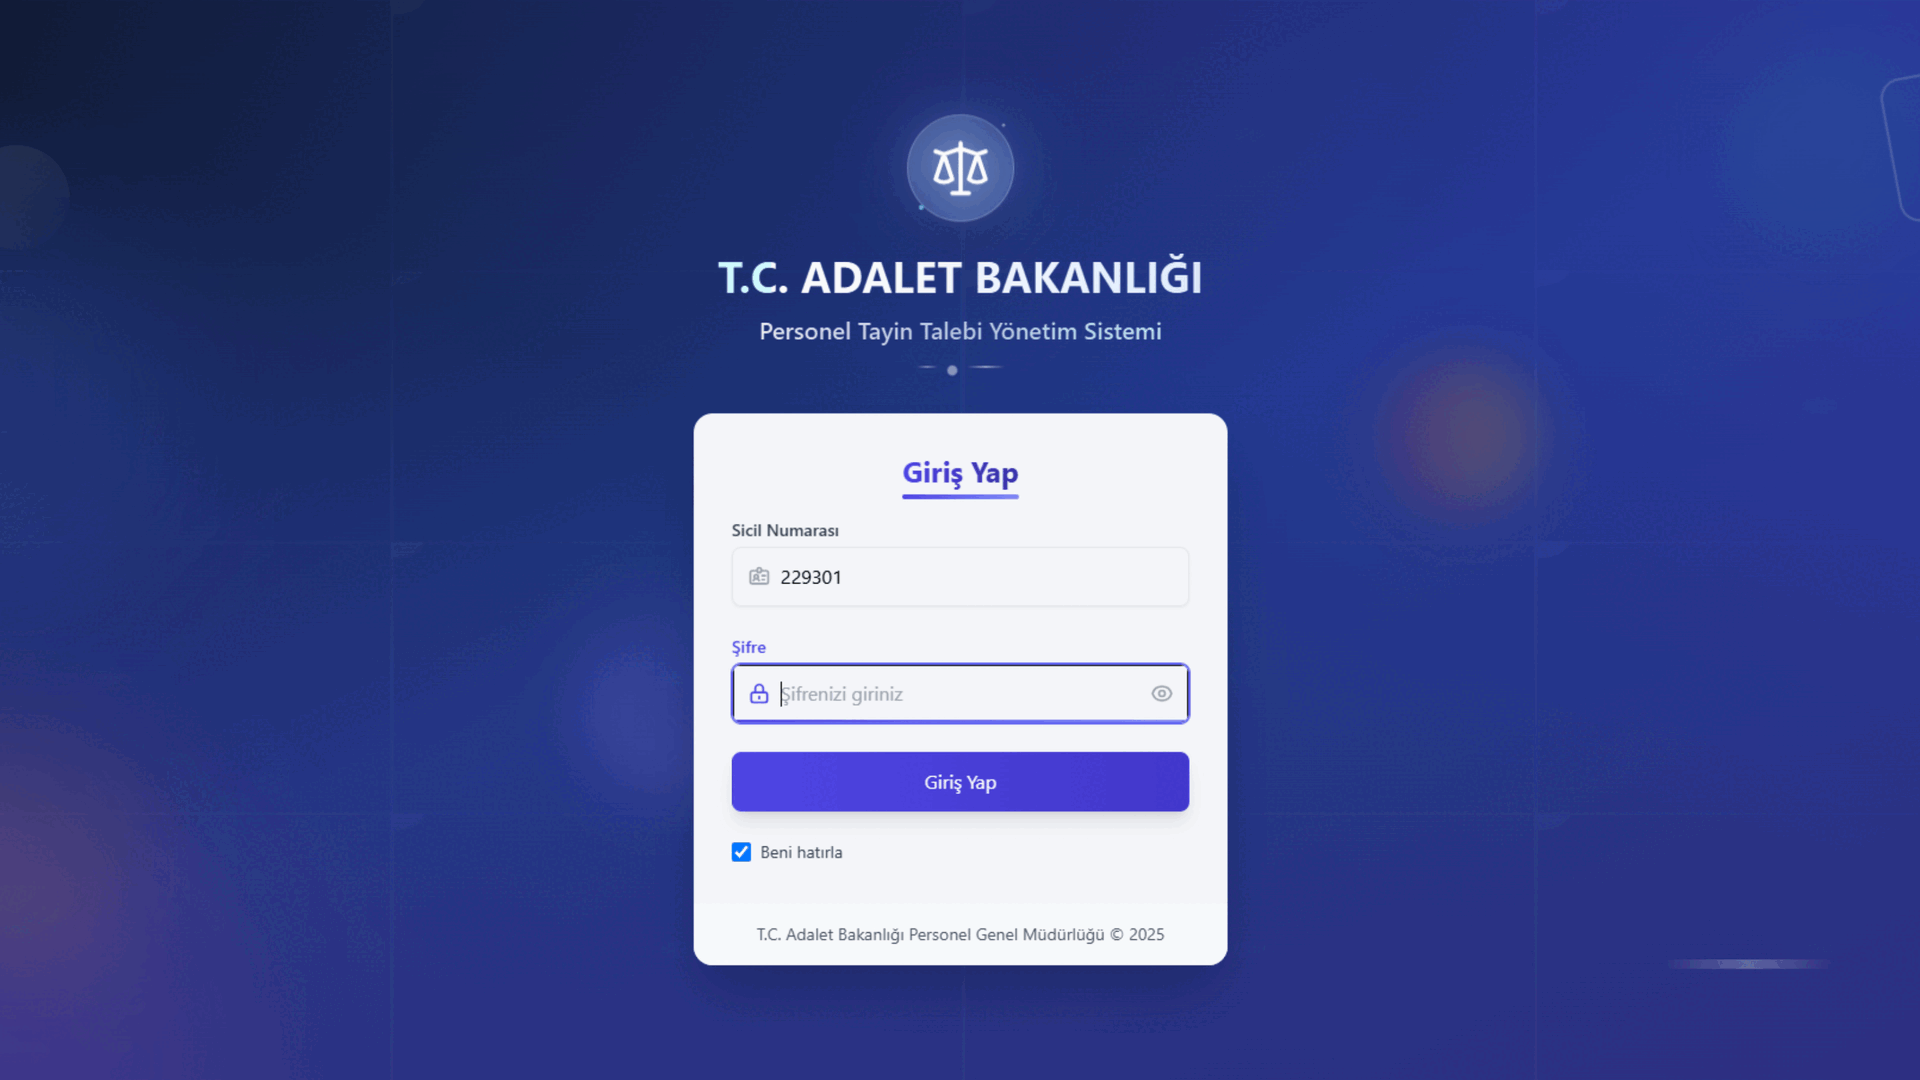 T.C. ADALET BAKANLIĞI
Personel Tayin Talebi Yönetim Sistemi
Giriş Yap
Sicil Numarası
229301
Şifre
Şifrenizi giriniz
Giriş Yap
Beni hatırla
T.C. Adalet Bakanlığı Personel Genel Müdürlüğü © 2025